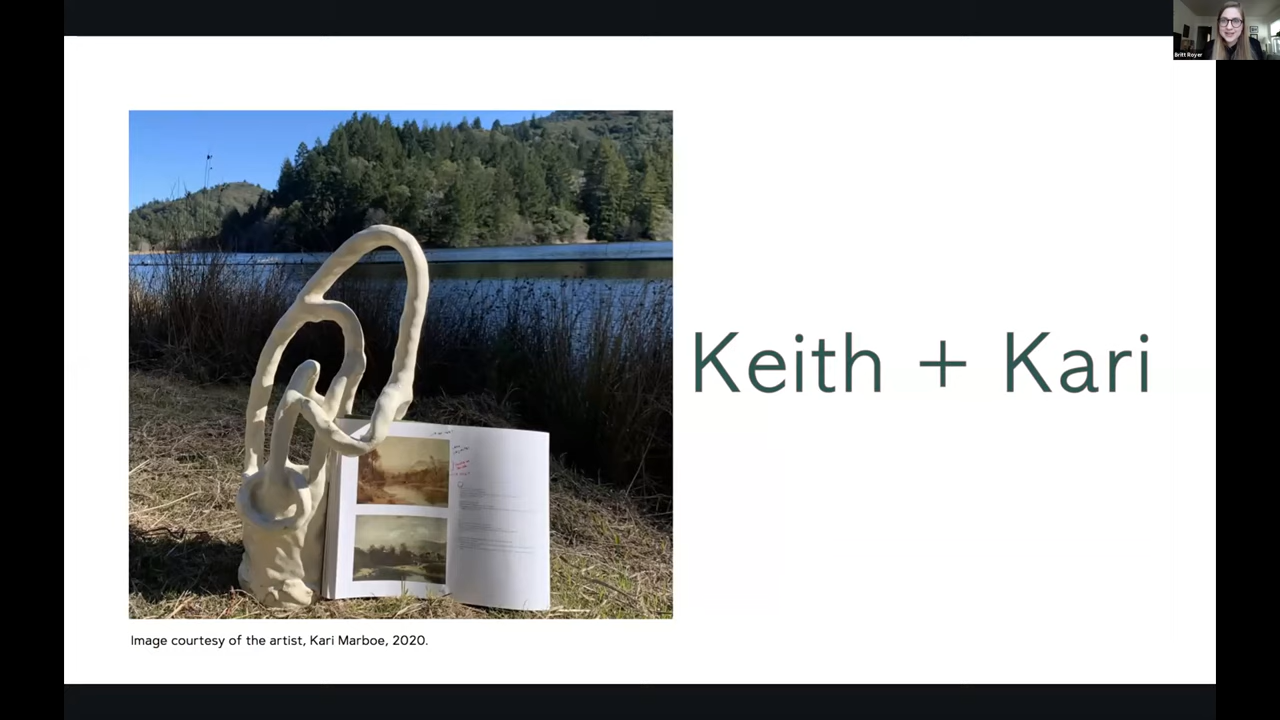 Britt Royer
Keith + Kari
Image courtesy of the artist, Kari Marboe, 2020.